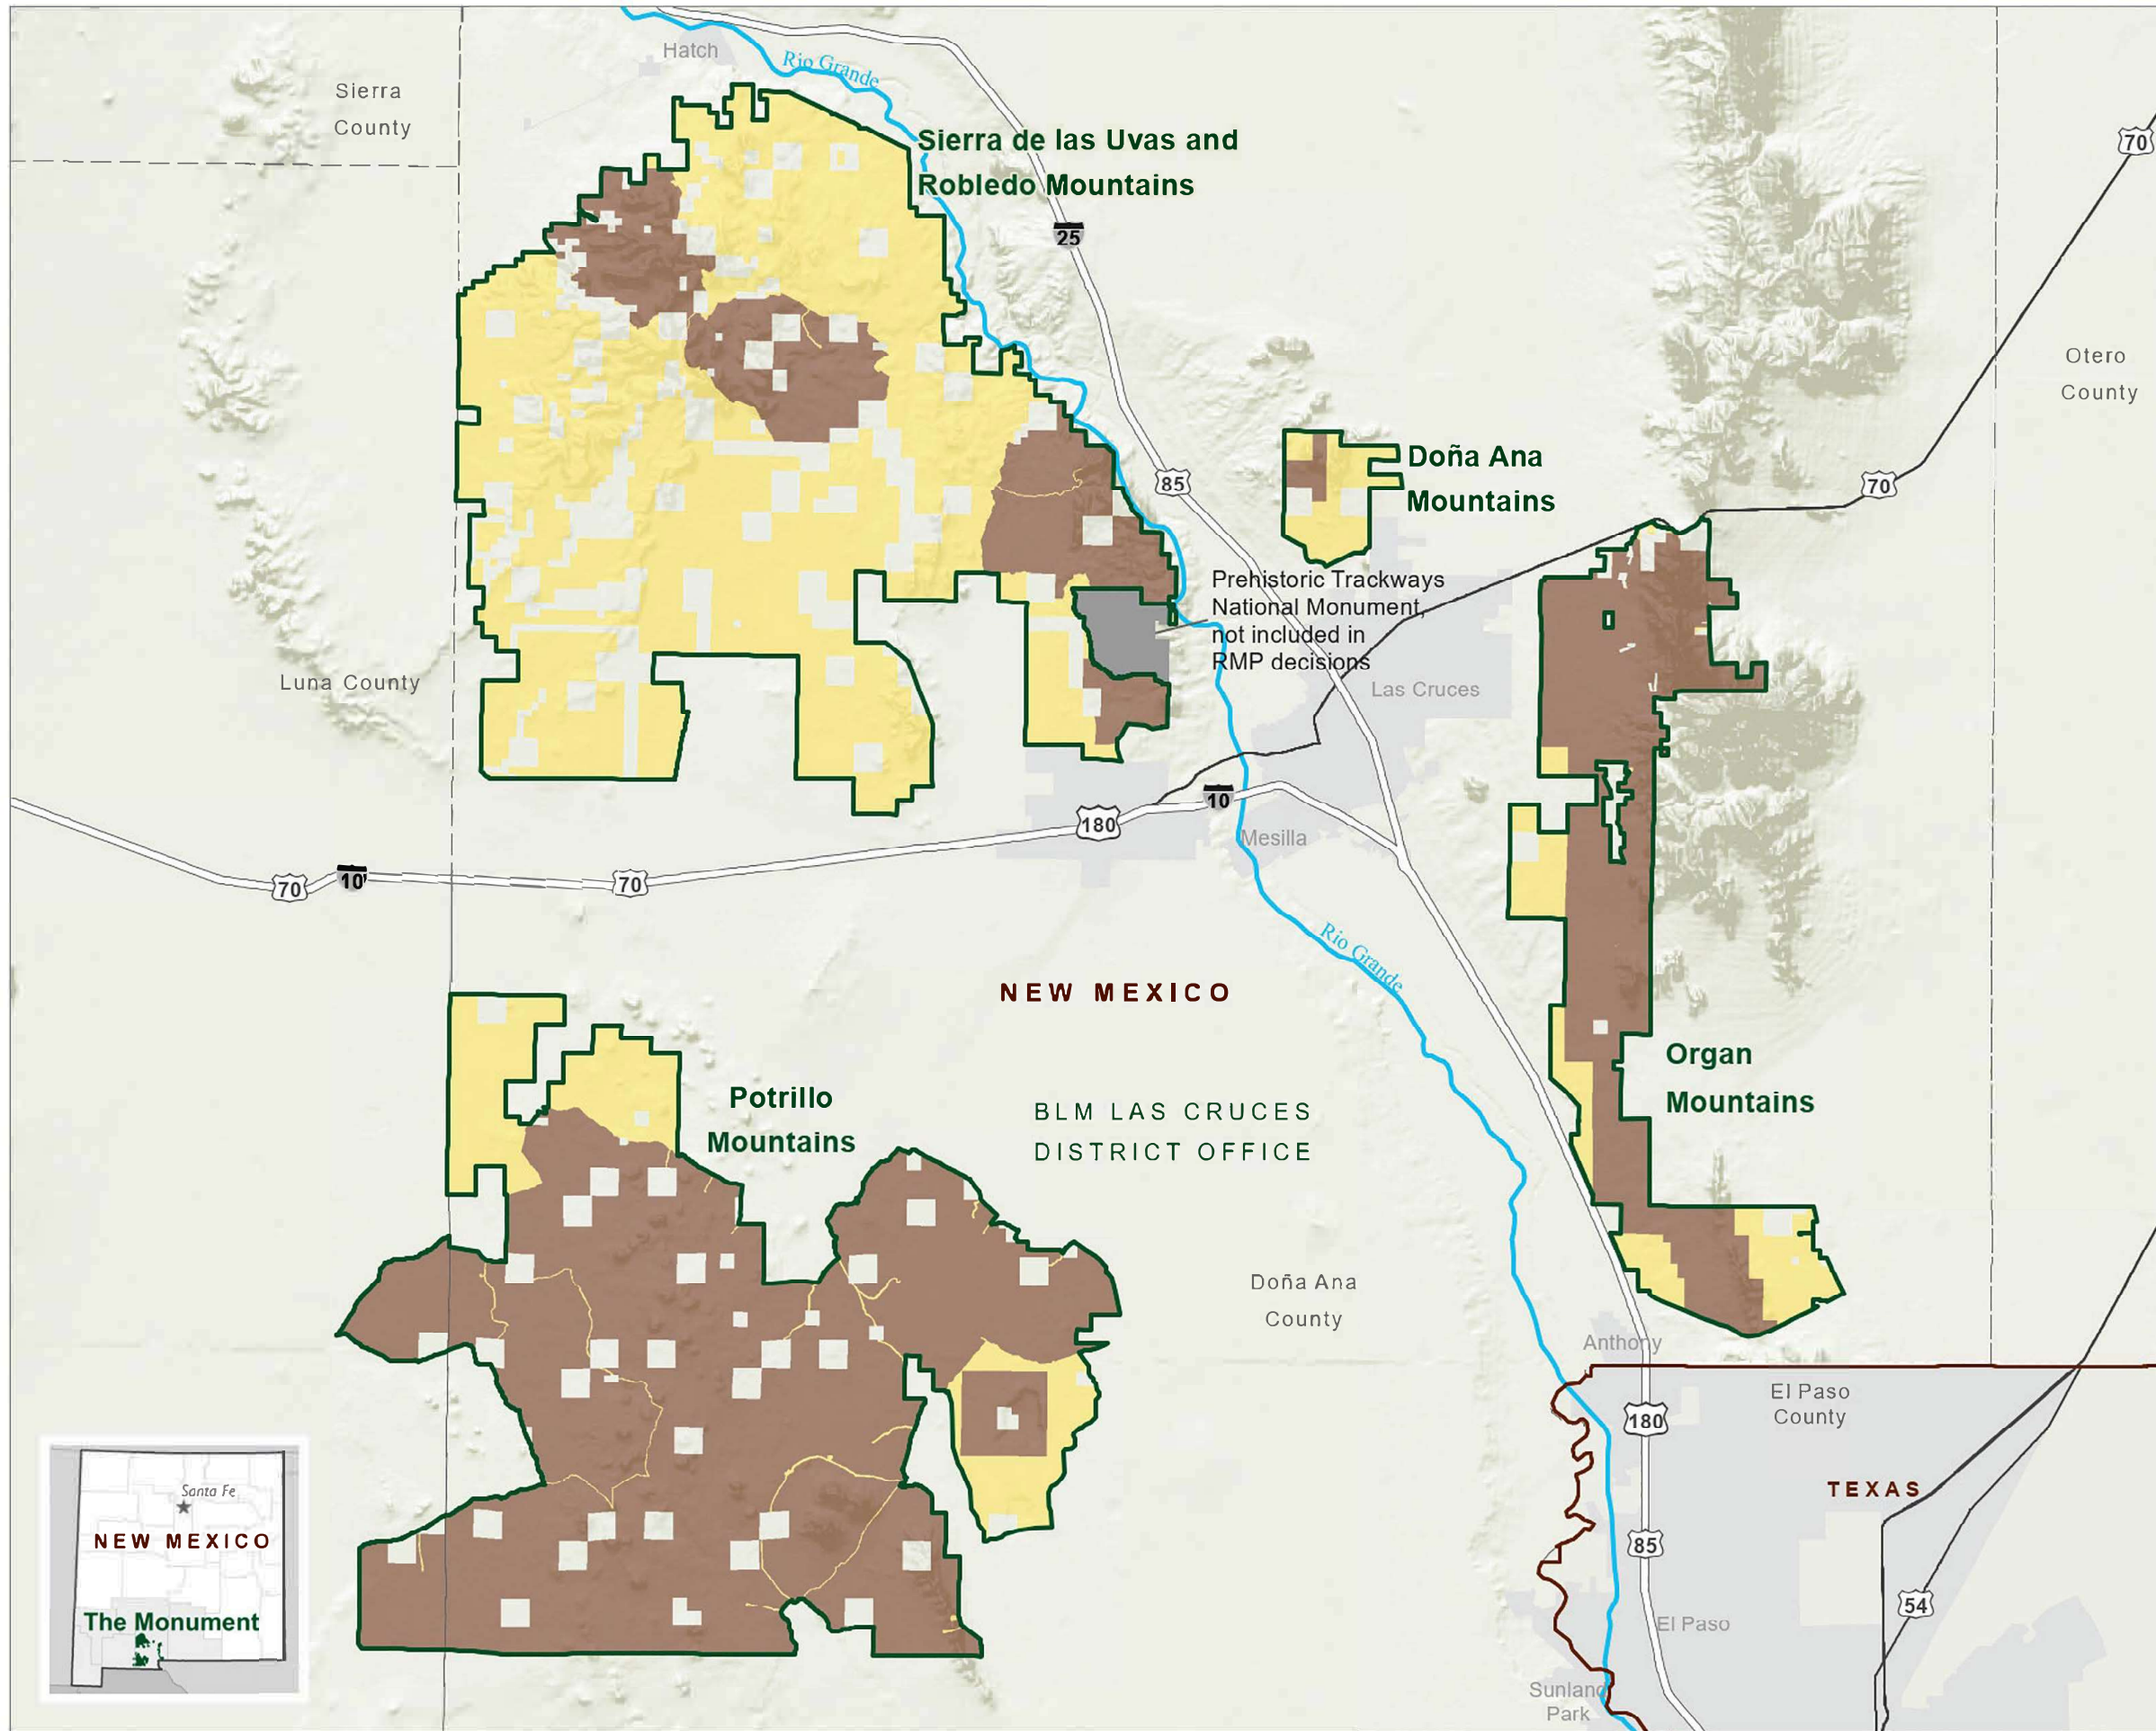 Hatch
Rio Grande
Sierra
County
Sierra de las Uvas and
Robledo Mountains
70
25
Otero
County
Doña Ana
Mountains
85
70
Prehistoric Trackways
National Monument,
not included in
RMP decisions
Luna County
Las Cruces
10
180
Mesilla
70
10
70
Rio Grande
NEW MEXICO
Organ
Mountains
Potrillo
Mountains
BLM LAS CRUCES
DISTRICT OFFICE
Doña Ana
County
Anthony
El Paso
County
180
TEXAS
Santa Fe
NEW MEXICO
85
The Monument
54
El Paso
Sunland
Park